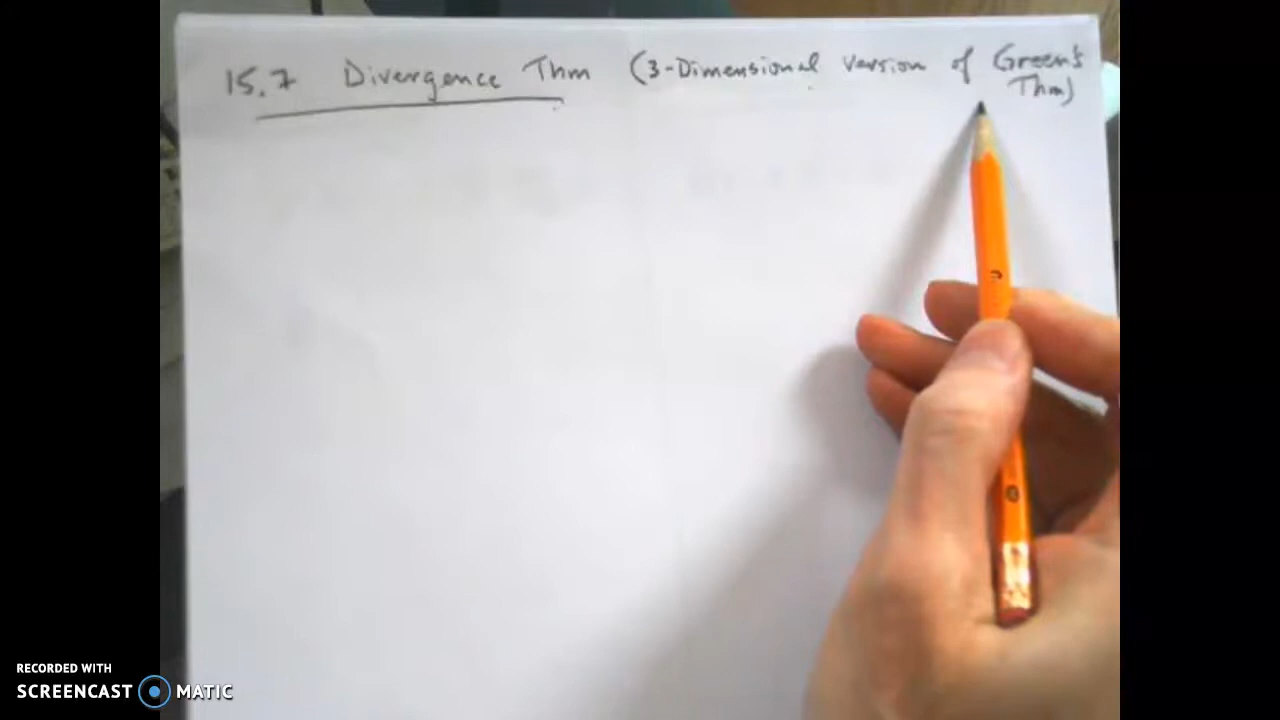 15.7 Divergence Thm (3-Dimensional version of Green's
Thm)
RECORDED WITH
SCREENCAST MATIC